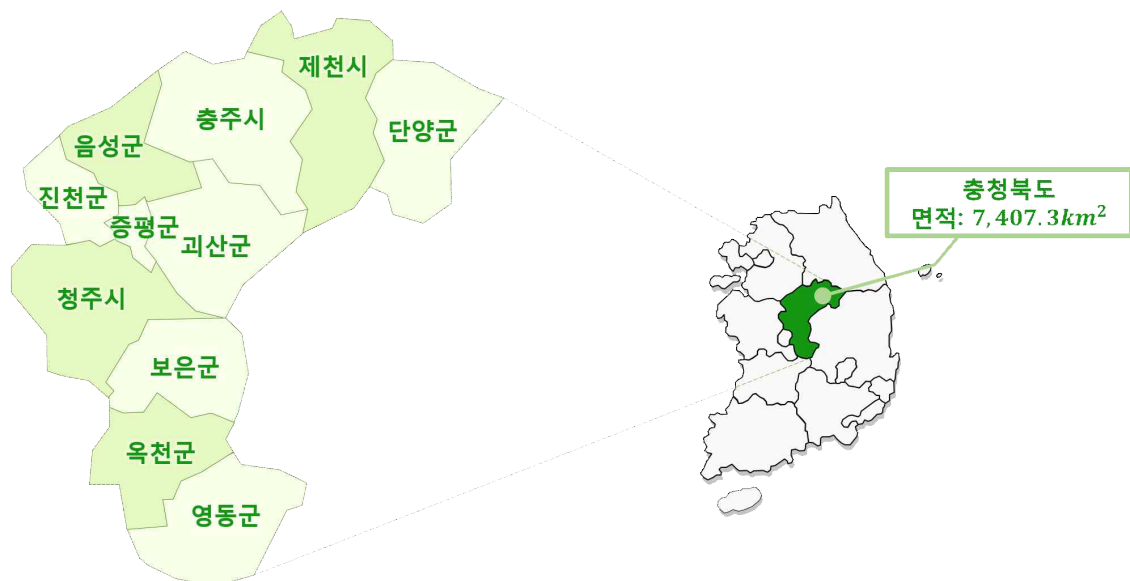 제천시
충주시
단양군
음성군
진천군
증평군
괴산군
청주시
보은군
옥천군
영동군
충청북도
면적: 7,407.3km²